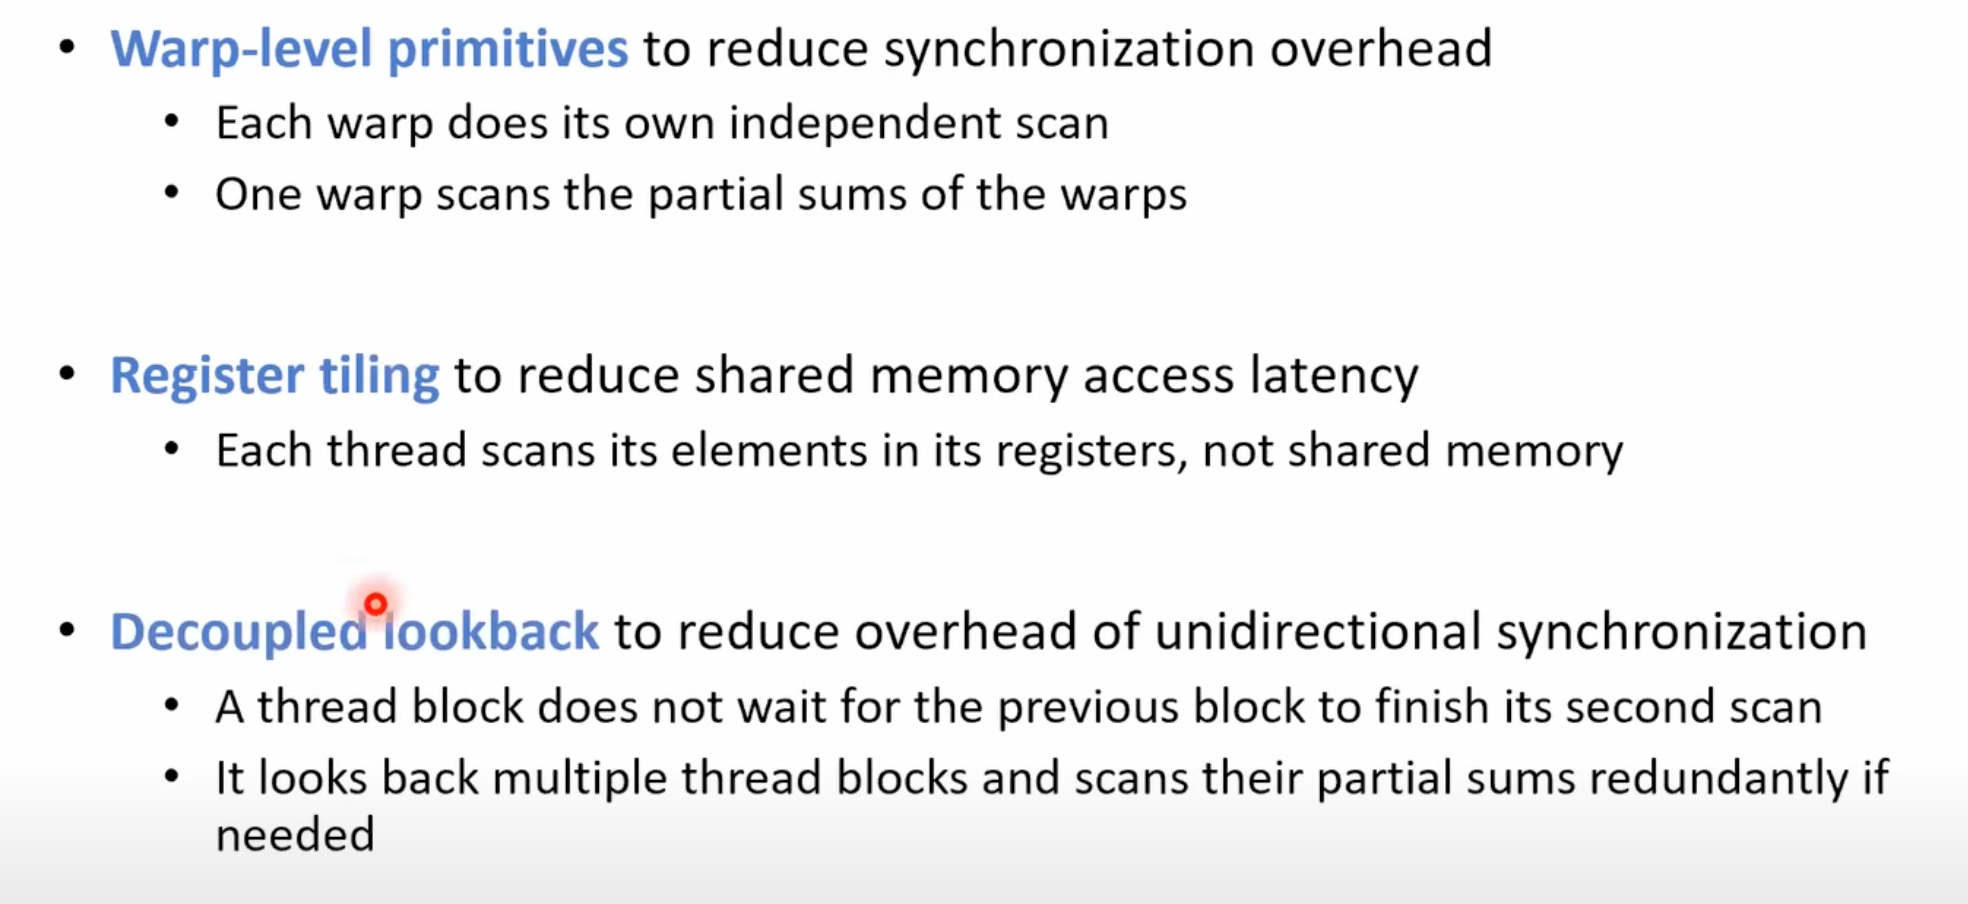 • Warp-level primitives to reduce synchronization overhead
• Each warp does its own independent scan
• One warp scans the partial sums of the warps
• Register tiling to reduce shared memory access latency
• Each thread scans its elements in its registers, not shared memory
• Decoupled lookback to reduce overhead of unidirectional synchronization
• A thread block does not wait for the previous block to finish its second scan
• It looks back multiple thread blocks and scans their partial sums redundantly if
needed